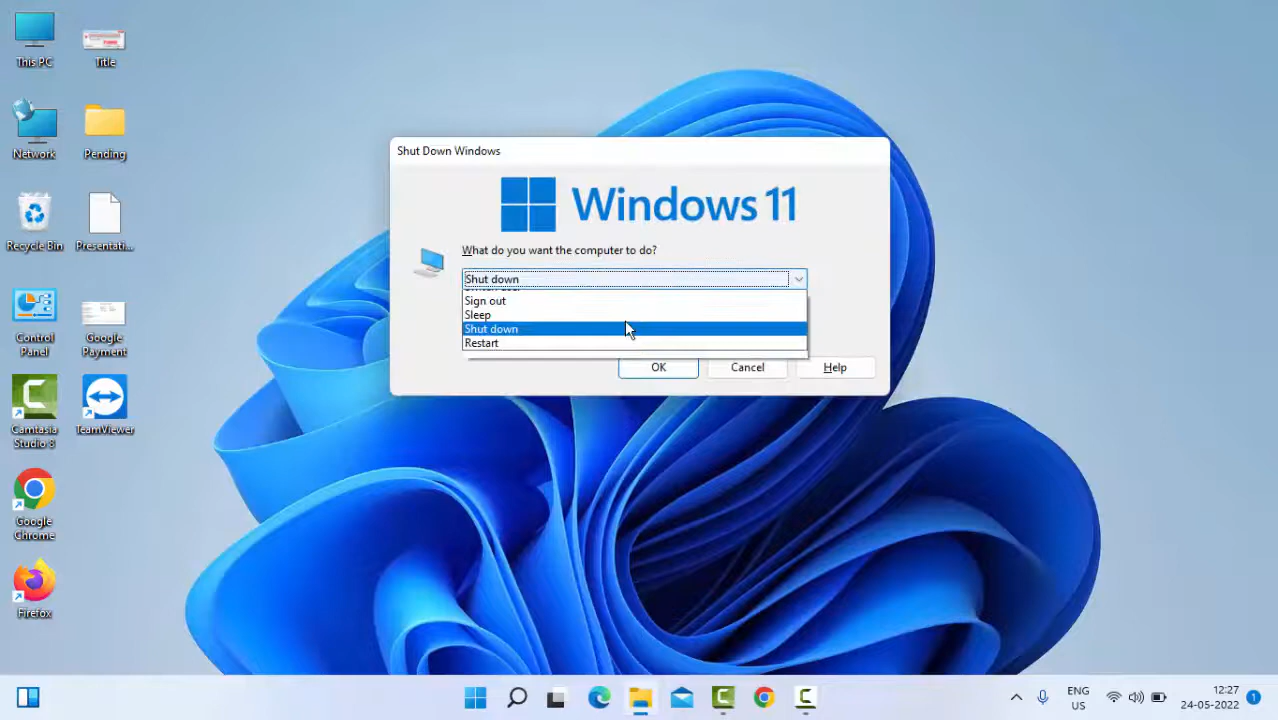 This PC
Title
Network
Pending
Recycle Bin
Presentati...
Control
Panel
Google
Payment
Camtasia
Studio 8
TeamViewer
Google
Chrome
Firefox
Shut Down Windows
Windows 11
What do you want the computer to do?
Shut down
Sign out
Sleep
Shut down
Restart
OK
Cancel
Help
ENG
US
12:27
24-05-2022
1